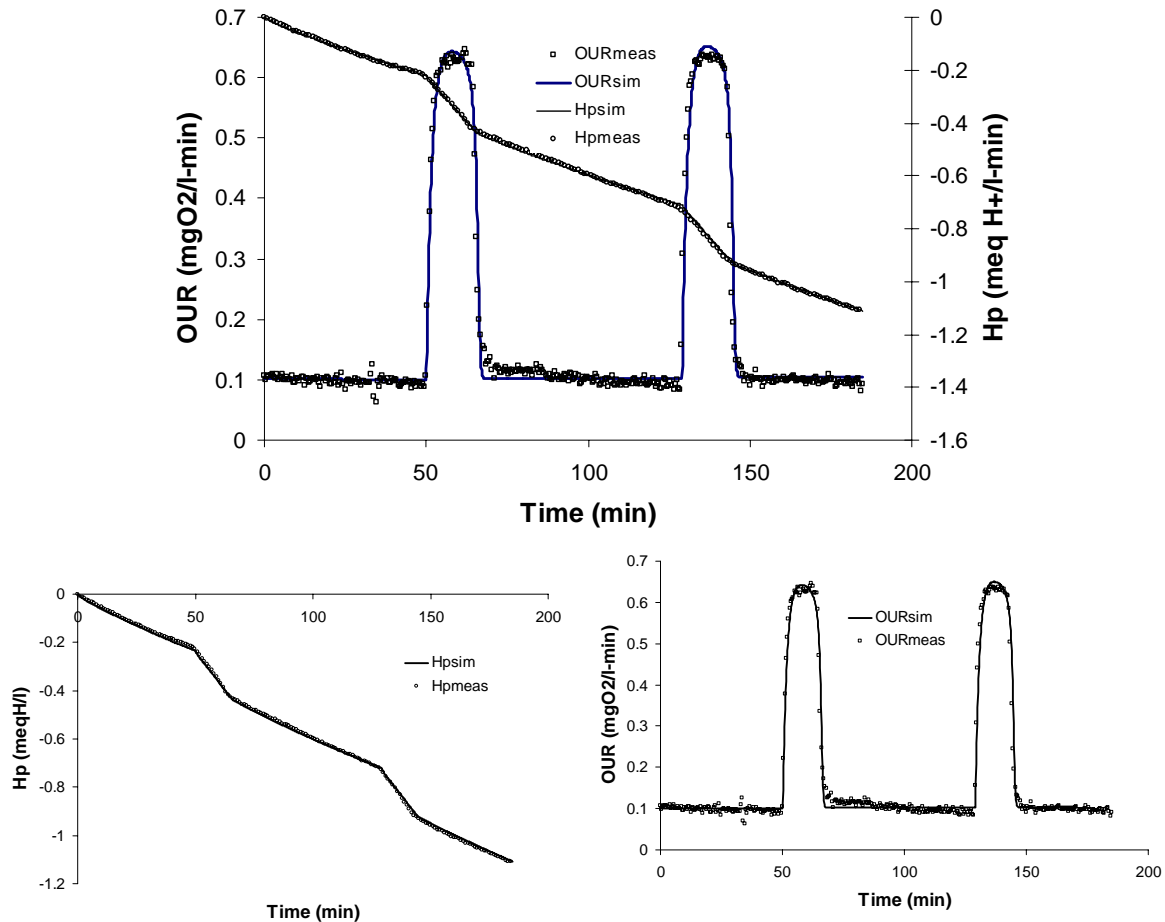 0.7
0.6
0.5
0.4
0.3
0.2
0.1
0
OUR (mgO2/l-min)
OURmeas
OURsim
Hpsim
Hpmeas
0
-0.2
-0.4
-0.6
-0.8
-1
-1.2
-1.4
-1.6
Hp (meq H+/l-min)
0 50 100 150 200
Time (min)
0
-0.2
-0.4
-0.6
-0.8
-1
-1.2
Hp (meqH/l)
0 50 100 150 200
Hpsim
Hpmeas
Time (min)
0.7
0.6
0.5
0.4
0.3
0.2
0.1
0
OUR (mgO2/l-min)
OURsim
OURmeas
0 50 100 150 200
Time (min)